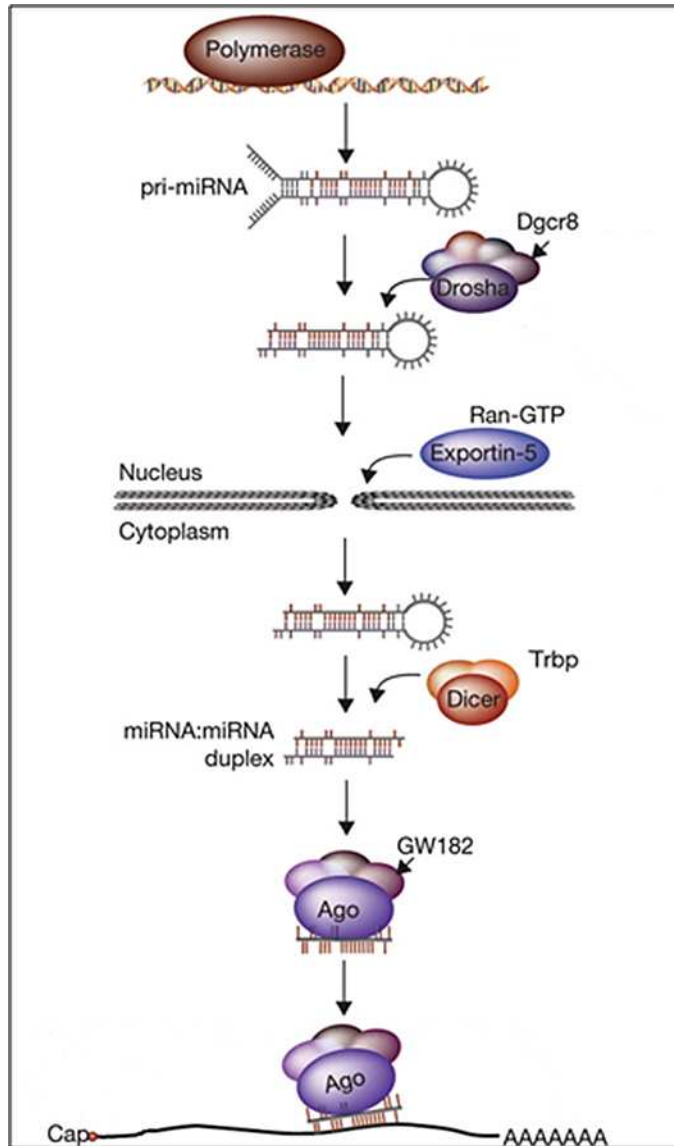 Polymerase
pri-miRNA
Dgcr8
Drosha
Ran-GTP
Exportin-5
Nucleus
Cytoplasm
Trbp
Dicer
miRNA:miRNA
duplex
GW182
Ago
Ago
Cap
AAAAAAA